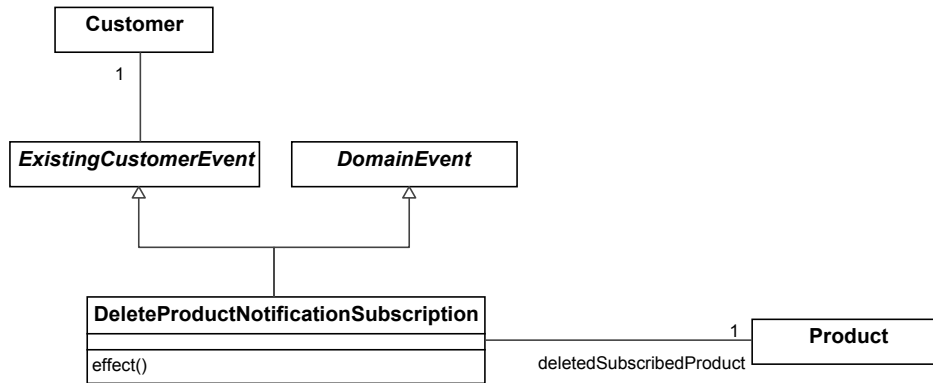 Customer
1
ExistingCustomerEvent
DomainEvent
DeleteProductNotificationSubscription
effect()
1
deletedSubscribedProduct
Product